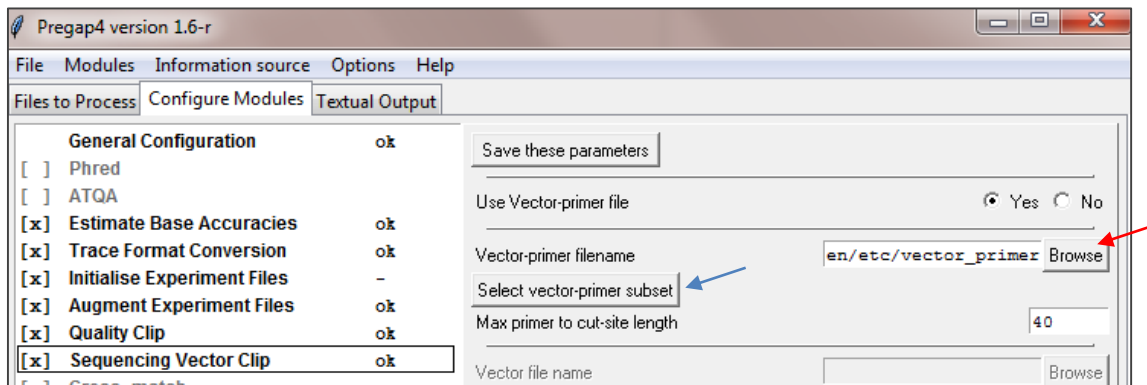 Pregap4 version 1.6-r
File Modules Information source Options Help
Files to Process Configure Modules Textual Output
General Configuration ok
[ ] Phred
[ ] ATQA
[x] Estimate Base Accuracies ok
[x] Trace Format Conversion ok
[x] Initialise Experiment Files -
[x] Augment Experiment Files ok
[x] Quality Clip ok
[x] Sequencing Vector Clip ok
Save these parameters
Use Vector-primer file Yes No
Vector-primer filename en/etc/vector_primer Browse
Select vector-primer subset
Max primer to cut-site length 40
Vector file name Browse